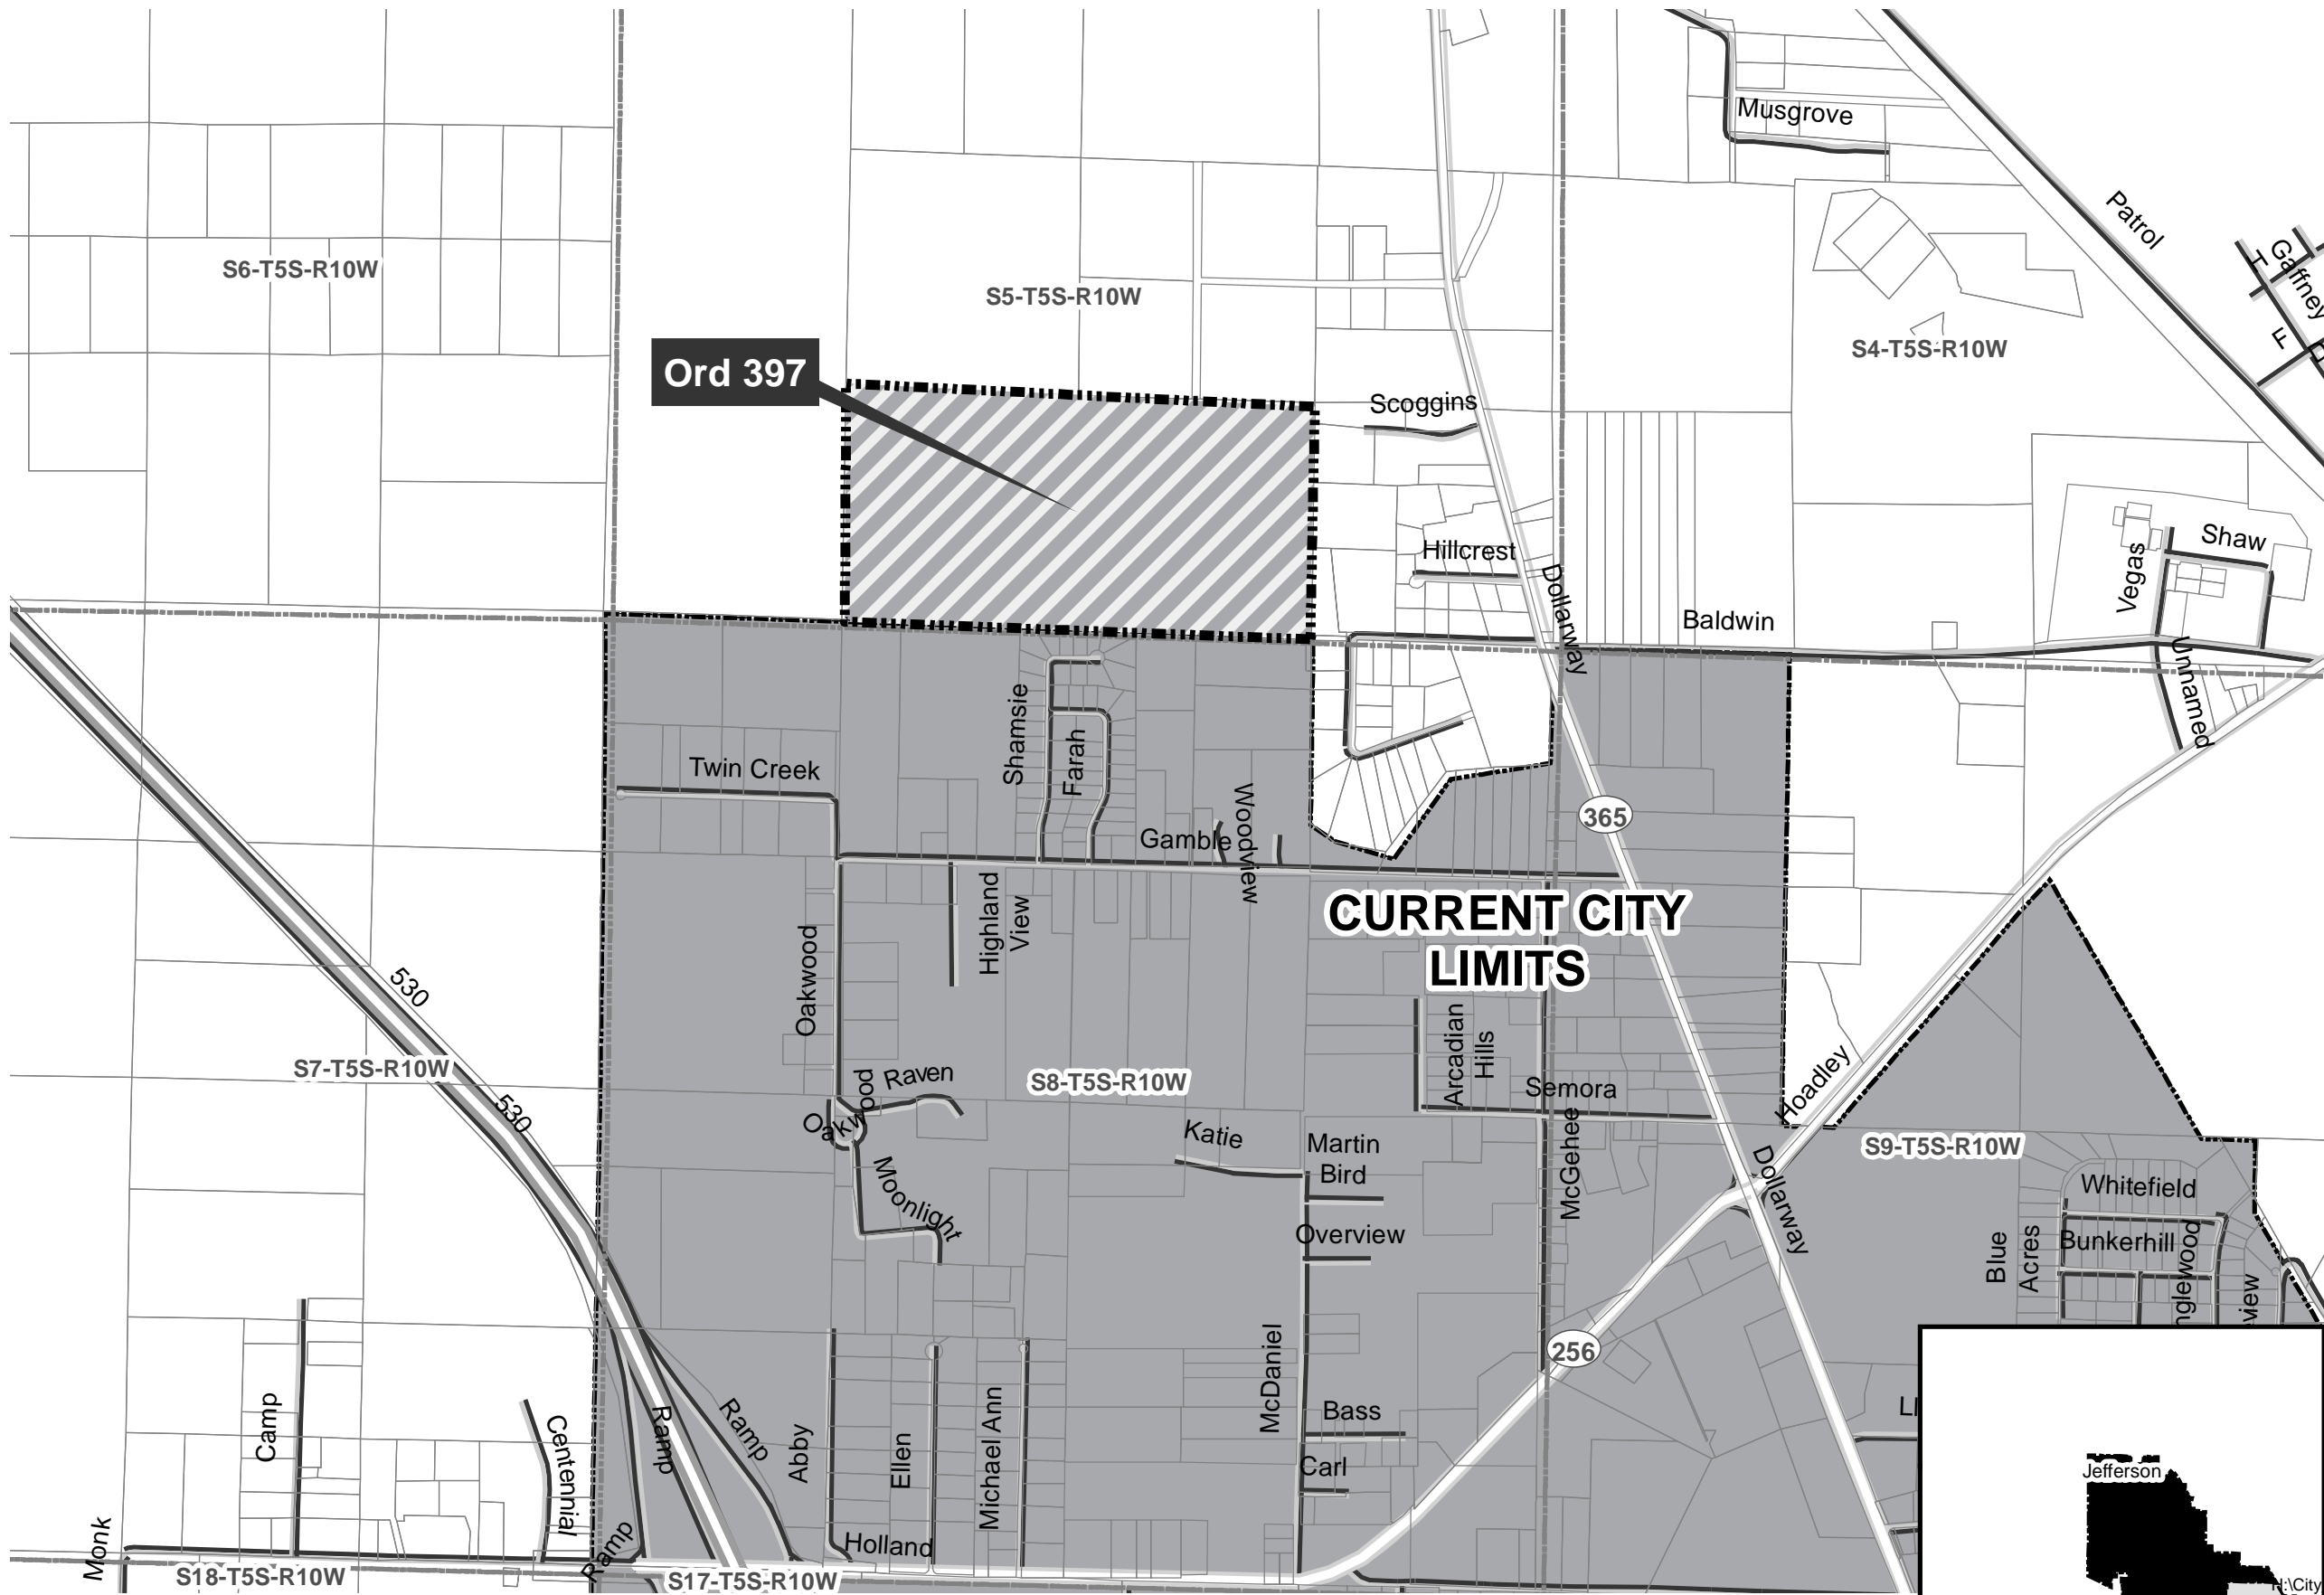 Musgrove
Patrol
Gaffney
T
F
S6-T5S-R10W
S5-T5S-R10W
S4-T5S-R10W
Ord 397
Scoggins
Hillcrest
Dollarway
Baldwin
Vegas
Shaw
Unnamed
Twin Creek
Shamsie
Farah
Woodview
Gamble
365
CURRENT CITY
LIMITS
Highland
View
Oakwood
530
S7-T5S-R10W
530
Raven
Oakwood
S8-T5S-R10W
Arcadian
Hills
Semora
Hoadley
Katie
Martin
Bird
McGehee
Dollarway
S9-T5S-R10W
Moonlight
Overview
Whitefield
Bunkerhill
Blue
Acres
nglewood
view
256
McDaniel
Bass
Carl
Camp
Centennial
Ramp
Ramp
Ramp
Abby
Ellen
Michael Ann
Holland
Monk
S18-T5S-R10W
S17-T5S-R10W
Jefferson